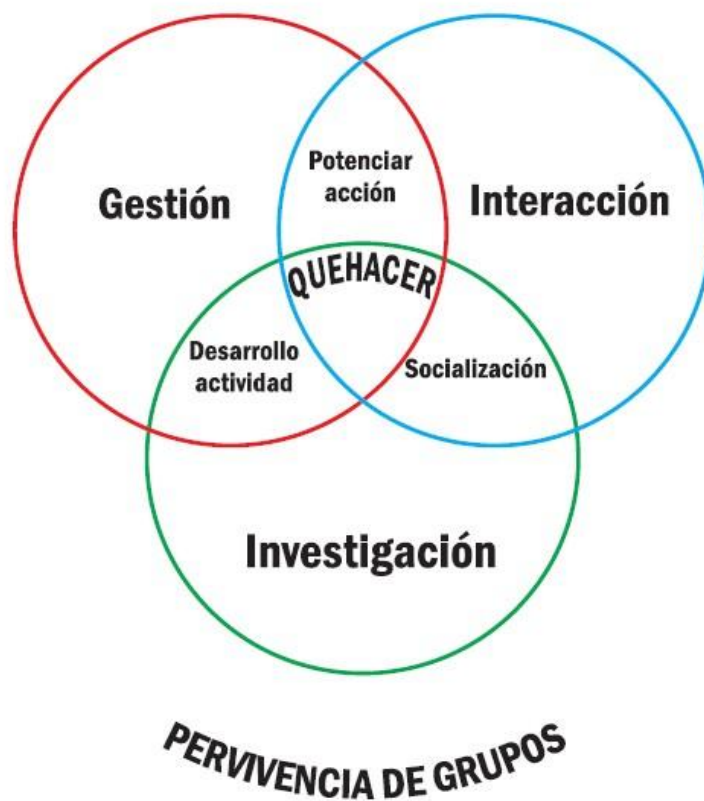 Potenciar
acción
Gestión
Interacción
QUEHACER
Desarrollo
actividad
Socialización
Investigación
PERVIVENCIA DE GRUPOS